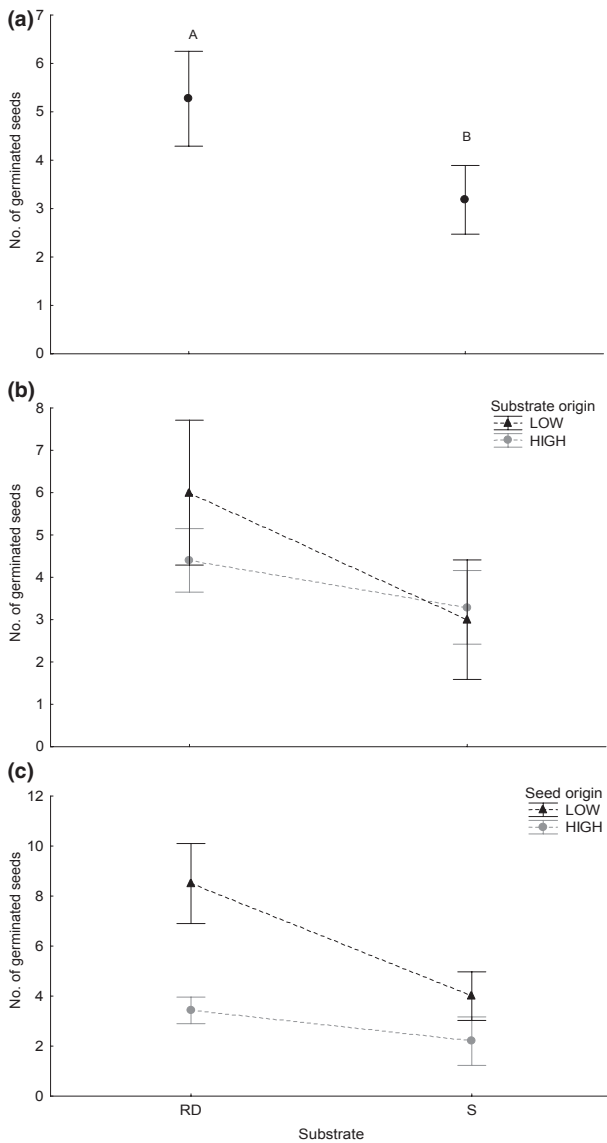 (a)
7
A
6
5
B
4
3
2
1
0
No. of germinated seeds
(b)
8
Substrate origin
LOW
HIGH
7
6
5
4
3
2
1
0
No. of germinated seeds
(c)
12
Seed origin
LOW
HIGH
10
8
6
4
2
0
No. of germinated seeds
RD S
Substrate